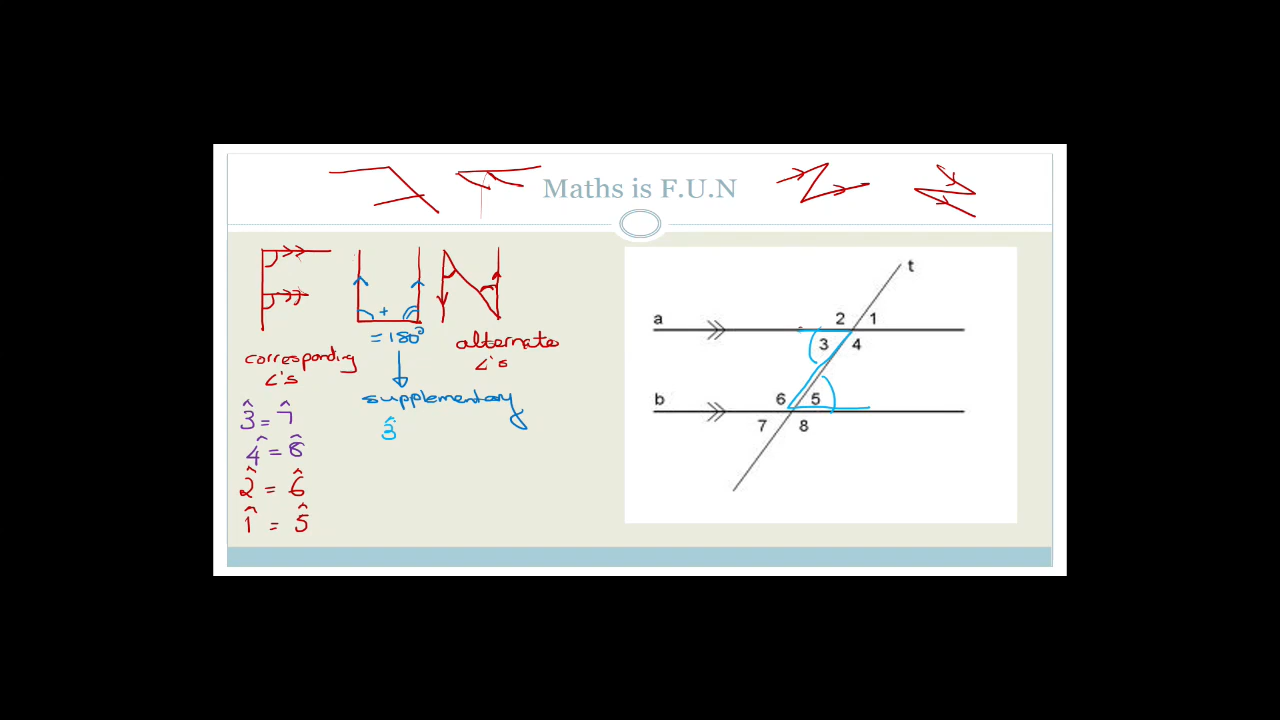 Maths is F.U.N
F U N
+
= 180°
corresponding
∠'s
alternate
∠'s
supplementary
3̂ = 7̂
4̂ = 8̂
2̂ = 6̂
1̂ = 5̂
3̂
t
a
2 1
3 4
b
6 5
7 8